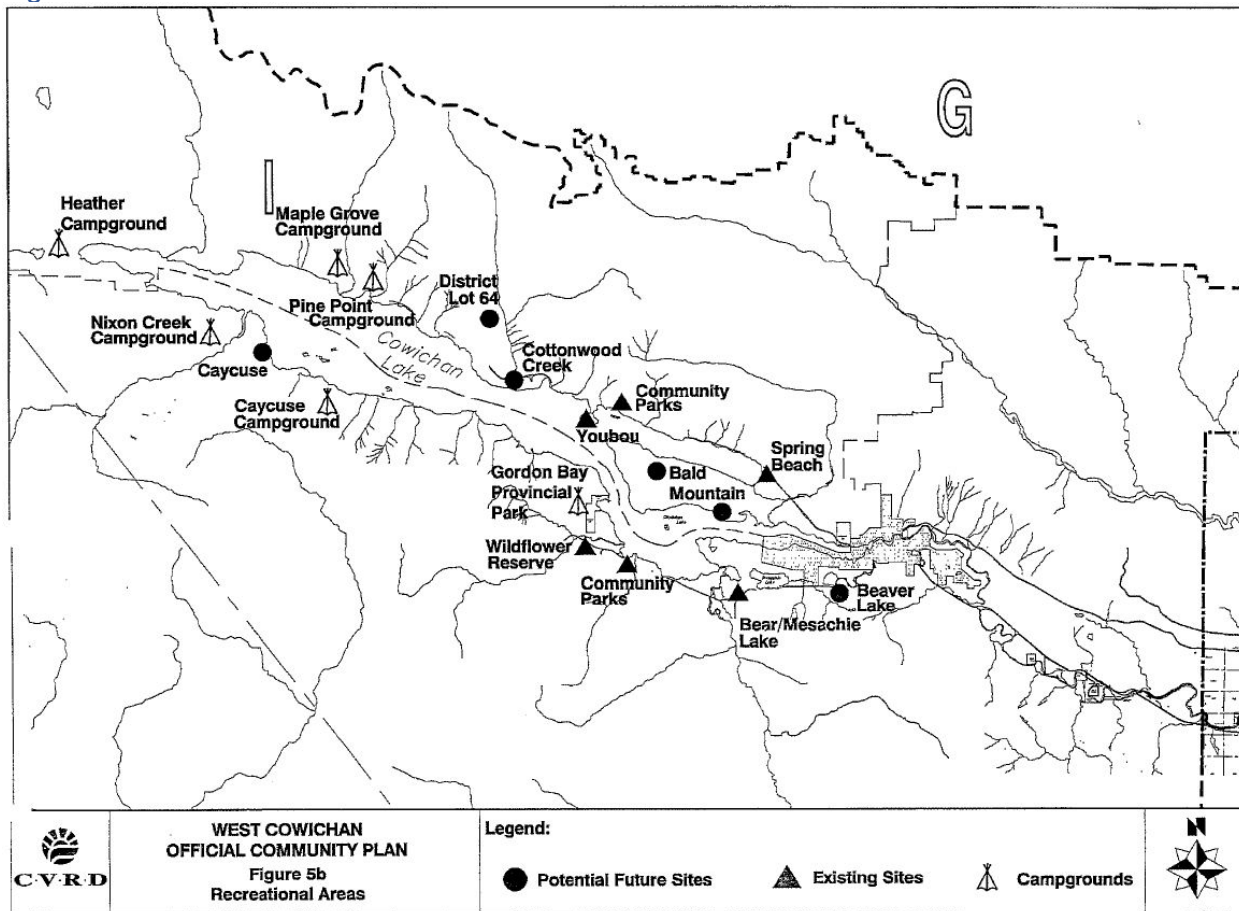 G
I
Heather
Campground
Maple Grove
Campground
Pine Point
Campground
District
Lot 64
Nixon Creek
Campground
Caycuse
Cowichan
Lake
Cottonwood
Creek
Caycuse
Campground
Community
Parks
Youbou
Spring
Beach
Bald
Mountain
Gordon Bay
Provincial
Park
Wildflower
Reserve
Community
Parks
Beaver
Lake
Bear/Mesachie
Lake
C·V·R·D
WEST COWICHAN
OFFICIAL COMMUNITY PLAN
Figure 5b
Recreational Areas
Legend:
Potential Future Sites
Existing Sites
Campgrounds
N